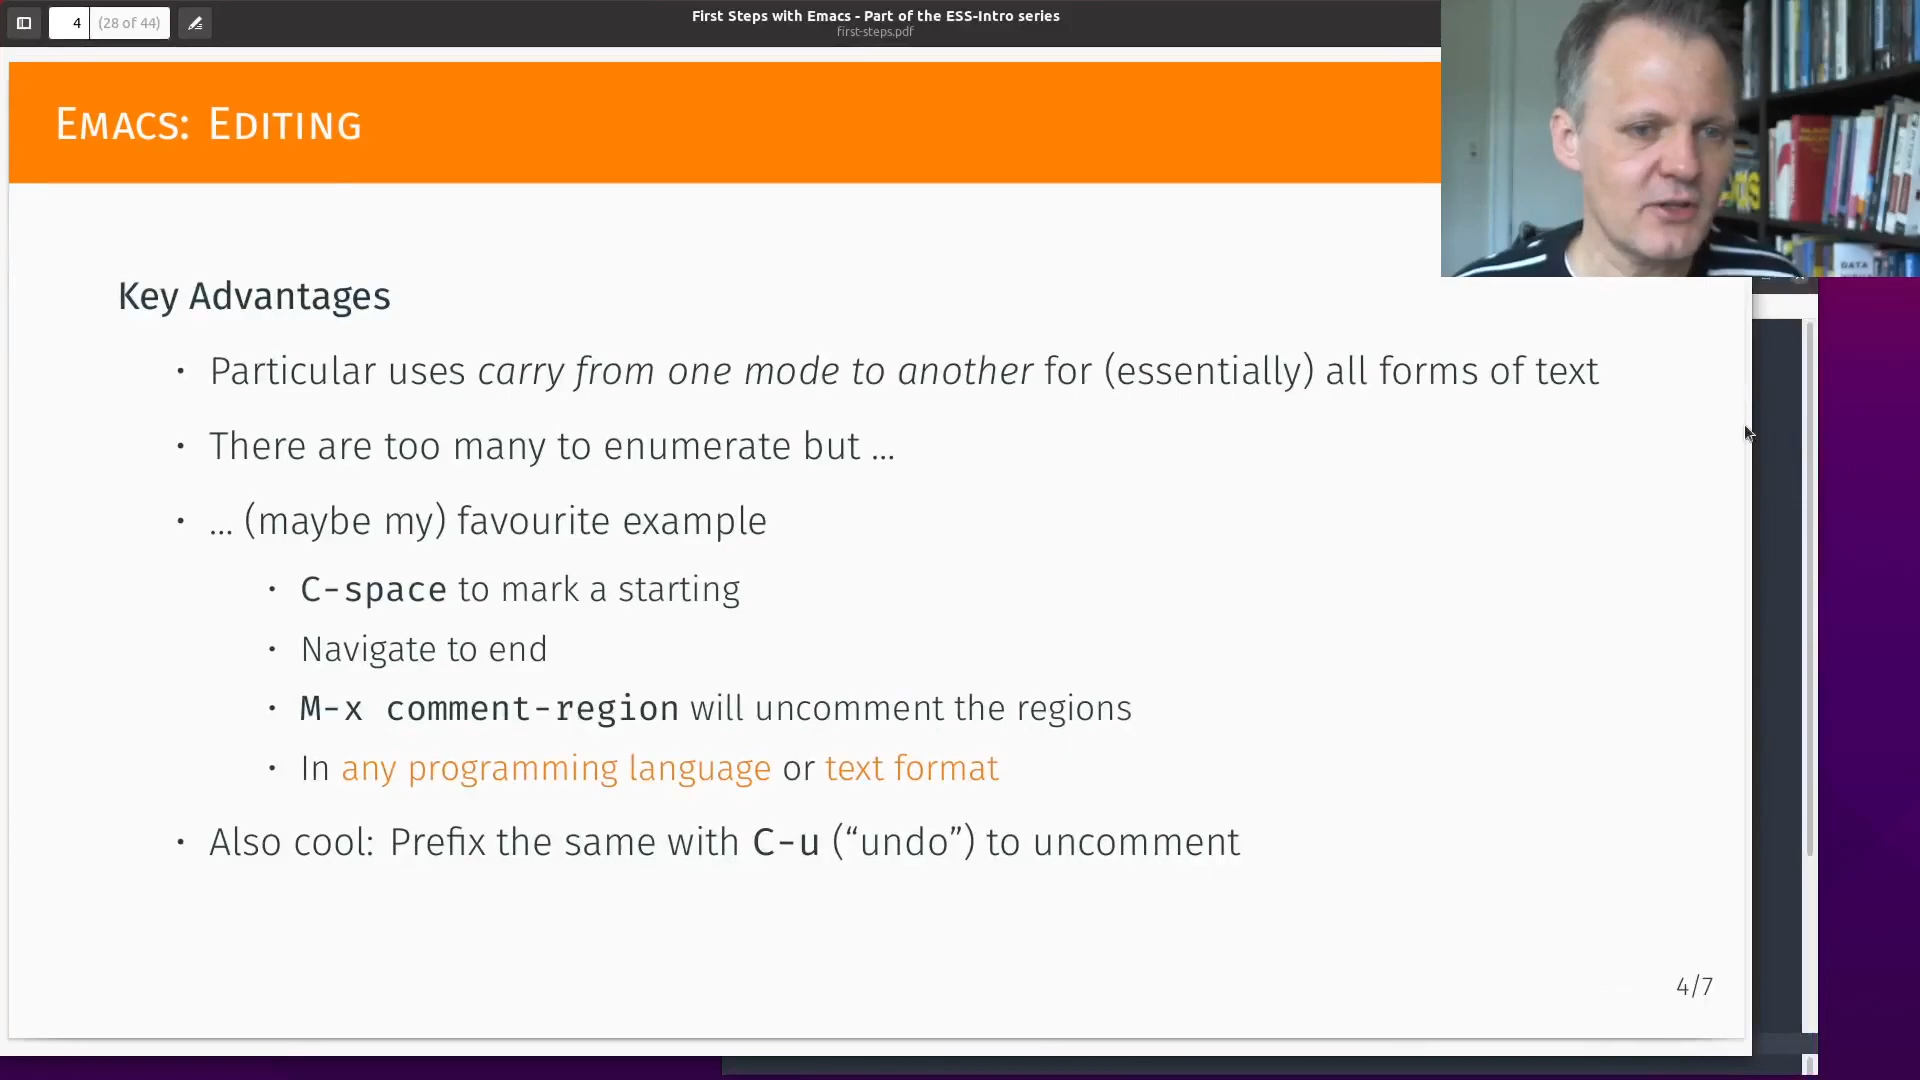 4 (28 of 44)
First Steps with Emacs - Part of the ESS-Intro series
first-steps.pdf
EMACS: EDITING
Key Advantages
• Particular uses carry from one mode to another for (essentially) all forms of text
• There are too many to enumerate but ...
• ... (maybe my) favourite example
• C-space to mark a starting
• Navigate to end
• M-x comment-region will uncomment the regions
• In any programming language or text format
• Also cool: Prefix the same with C-u (“undo”) to uncomment
4/7
DATA